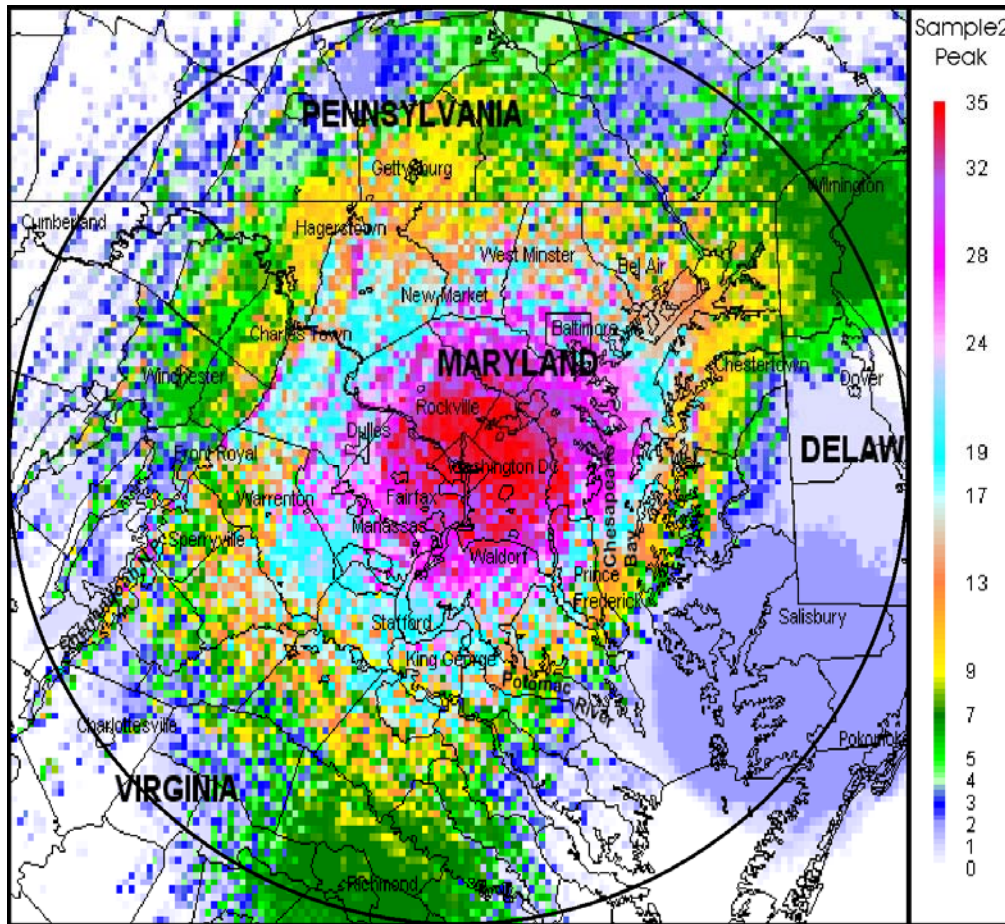 Sample2
Peak
35
32
28
24
19
17
13
9
7
5
4
3
2
0
PENNSYLVANIA
Gettysburg
Wilmington
Cumberland
Hagerstown
West Minster
Bel Air
New Market
Charles Town
Baltimore
MARYLAND
Chestertown
Winchester
Dover
Rockville
Dulles
DELAW
Front Royal
Washington DC
Fairfax
Warrenton
Manassas
Chesapeake
Bay
Sperryville
Waldorf
Prince
Frederick
Stafford
Salisbury
King George
Potomac River
Charlottesville
Pokomok
VIRGINIA
Richmond